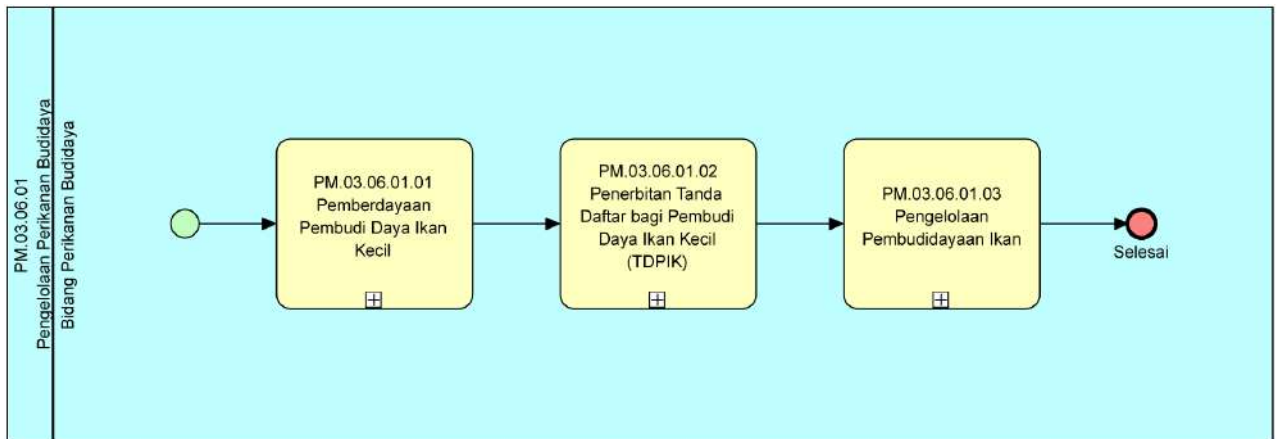 PM.03.06.01
Pengelolaan Perikanan Budidaya
Bidang Perikanan Budidaya
PM.03.06.01.01
Pemberdayaan
Pembudi Daya Ikan
Kecil
PM.03.06.01.02
Penerbitan Tanda
Daftar bagi Pembudi
Daya Ikan Kecil
(TDPIK)
PM.03.06.01.03
Pengelolaan
Pembudidayaan Ikan
Selesai